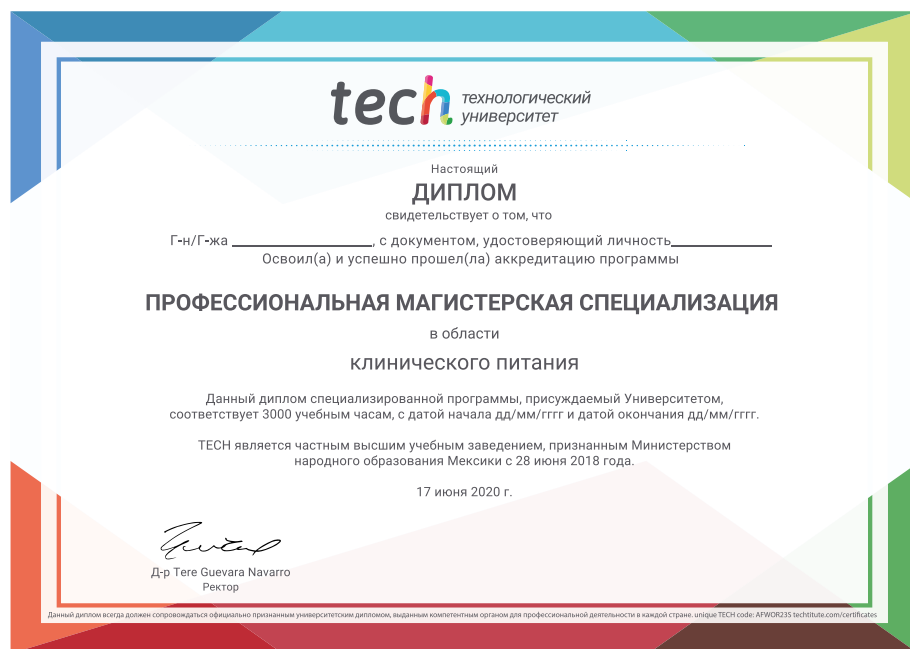 tech технологический
университет
Настоящий
ДИПЛОМ
свидетельствует о том, что
Г-н/Г-жа ____________________, с документом, удостоверяющий личность______________
Освоил(а) и успешно прошел(ла) аккредитацию программы
ПРОФЕССИОНАЛЬНАЯ МАГИСТЕРСКАЯ СПЕЦИАЛИЗАЦИЯ
в области
клинического питания
Данный диплом специализированной программы, присуждаемый Университетом,
соответствует 3000 учебным часам, с датой начала дд/мм/гггг и датой окончания дд/мм/гггг.
TECH является частным высшим учебным заведением, признанным Министерством
народного образования Мексики с 28 июня 2018 года.
17 июня 2020 г.
Д-р Tere Guevara Navarro
Ректор
Данный диплом всегда должен сопровождаться официально признанным университетским дипломом, выданным компетентным органом для профессиональной деятельности в каждой стране. unique TECH code: AFWOR23S techtitute.com/certificates